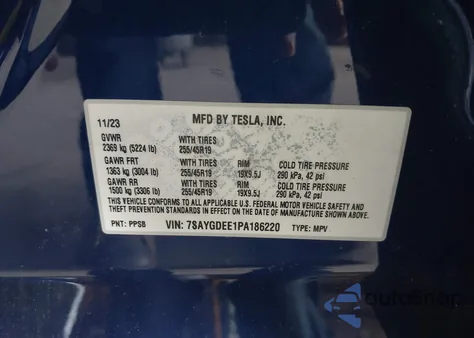 11/23 MFD BY TESLA, INC.
GVWR WITH TIRES
2369 kg (5224 lb) 255/45R19
GAWR FRT WITH TIRES RIM COLD TIRE PRESSURE
1363 kg (3004 lb) 255/45R19 19X9.5J 290 kPa, 42 psi
GAWR RR WITH TIRES RIM COLD TIRE PRESSURE
1500 kg (3306 lb) 255/45R19 19X9.5J 290 kPa, 42 psi
THIS VEHICLE CONFORMS TO ALL APPLICABLE U.S. FEDERAL MOTOR VEHICLE SAFETY AND
THEFT PREVENTION STANDARDS IN EFFECT ON THE DATE OF MANUFACTURE SHOWN ABOVE.
PNT: PPSB VIN: 7SAYGDEE1PA186220 TYPE: MPV
autoSnap